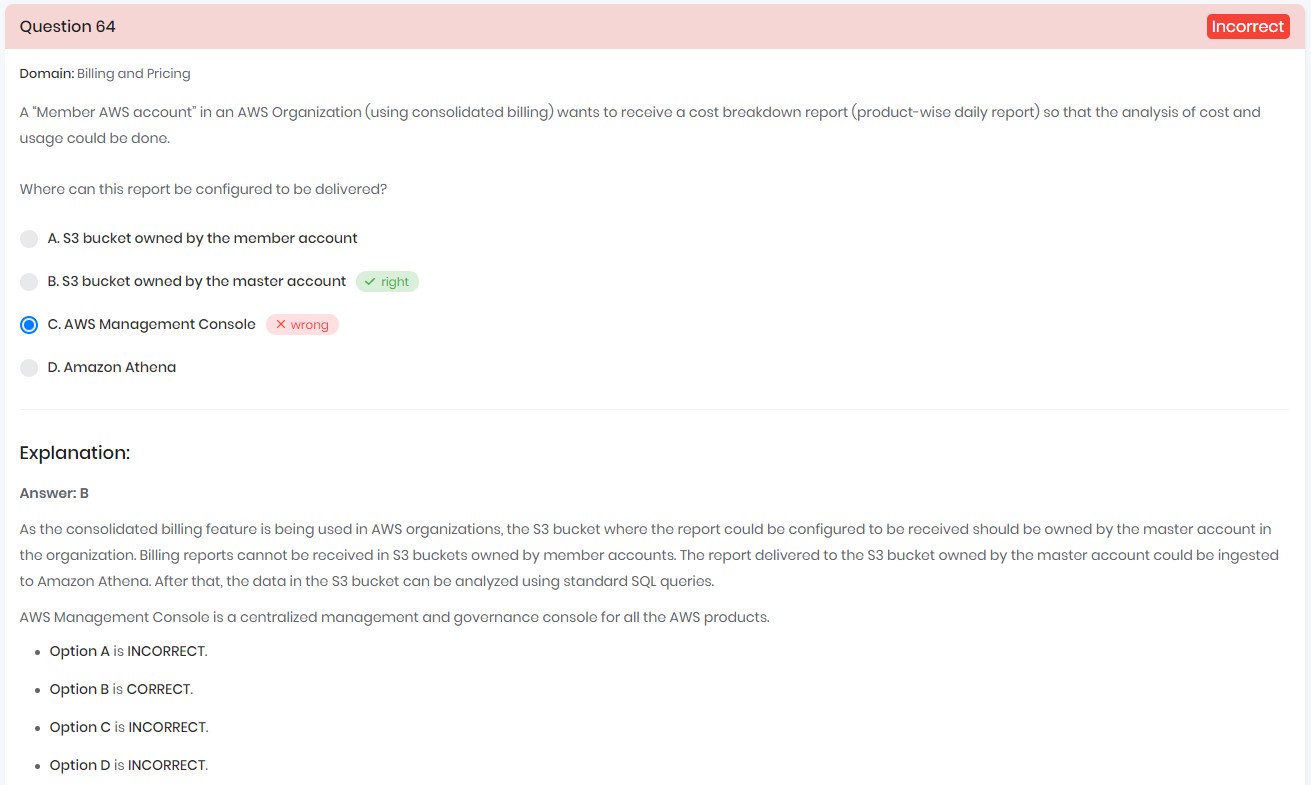 Question 64
Incorrect
Domain: Billing and Pricing
A "Member AWS account" in an AWS Organization (using consolidated billing) wants to receive a cost breakdown report (product-wise daily report) so that the analysis of cost and
usage could be done.
Where can this report be configured to be delivered?
A. S3 bucket owned by the member account
B. S3 bucket owned by the master account
✓ right
C. AWS Management Console
✕ wrong
D. Amazon Athena
Explanation:
Answer: B
As the consolidated billing feature is being used in AWS organizations, the S3 bucket where the report could be configured to be received should be owned by the master account in
the organization. Billing reports cannot be received in S3 buckets owned by member accounts. The report delivered to the S3 bucket owned by the master account could be ingested
to Amazon Athena. After that, the data in the S3 bucket can be analyzed using standard SQL queries.
AWS Management Console is a centralized management and governance console for all the AWS products.
• Option A is INCORRECT.
• Option B is CORRECT.
• Option C is INCORRECT.
• Option D is INCORRECT.